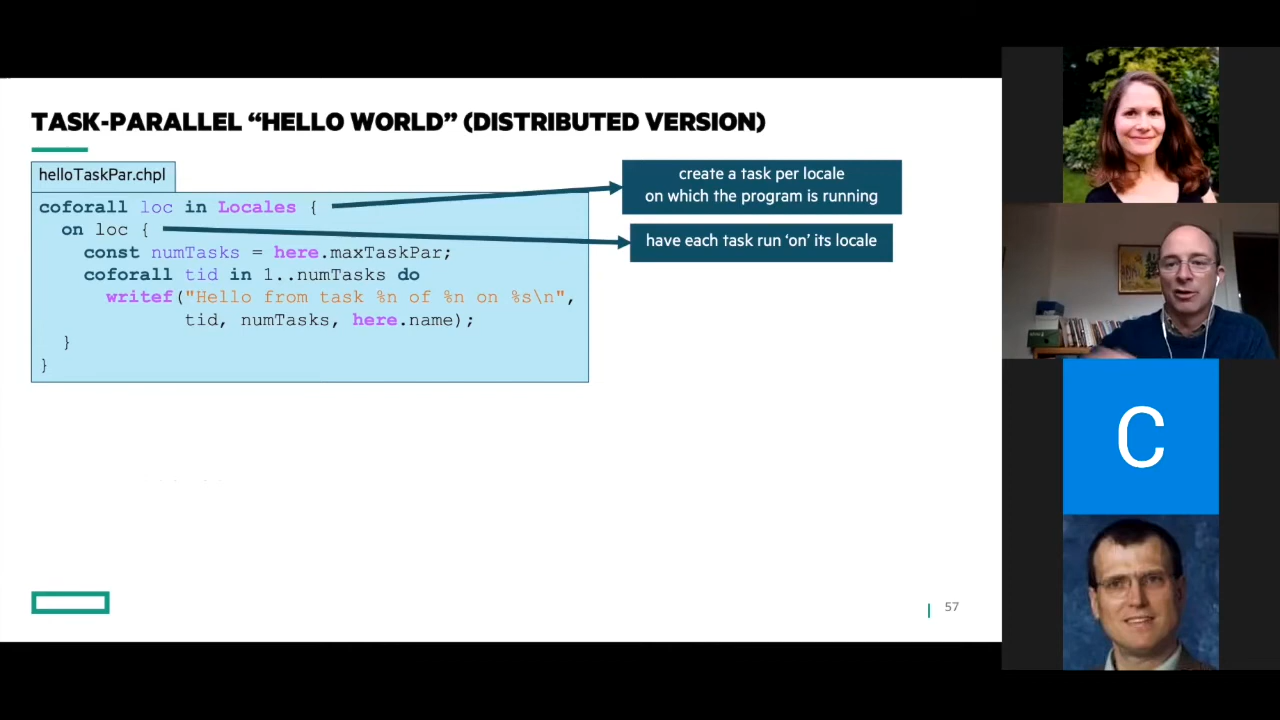 TASK-PARALLEL “HELLO WORLD” (DISTRIBUTED VERSION)
helloTaskPar.chpl
coforall loc in Locales {
on loc {
const numTasks = here.maxTaskPar;
coforall tid in 1..numTasks do
writef("Hello from task %n of %n on %s\n",
tid, numTasks, here.name);
}
}
create a task per locale
on which the program is running
have each task run ‘on’ its locale
57
C